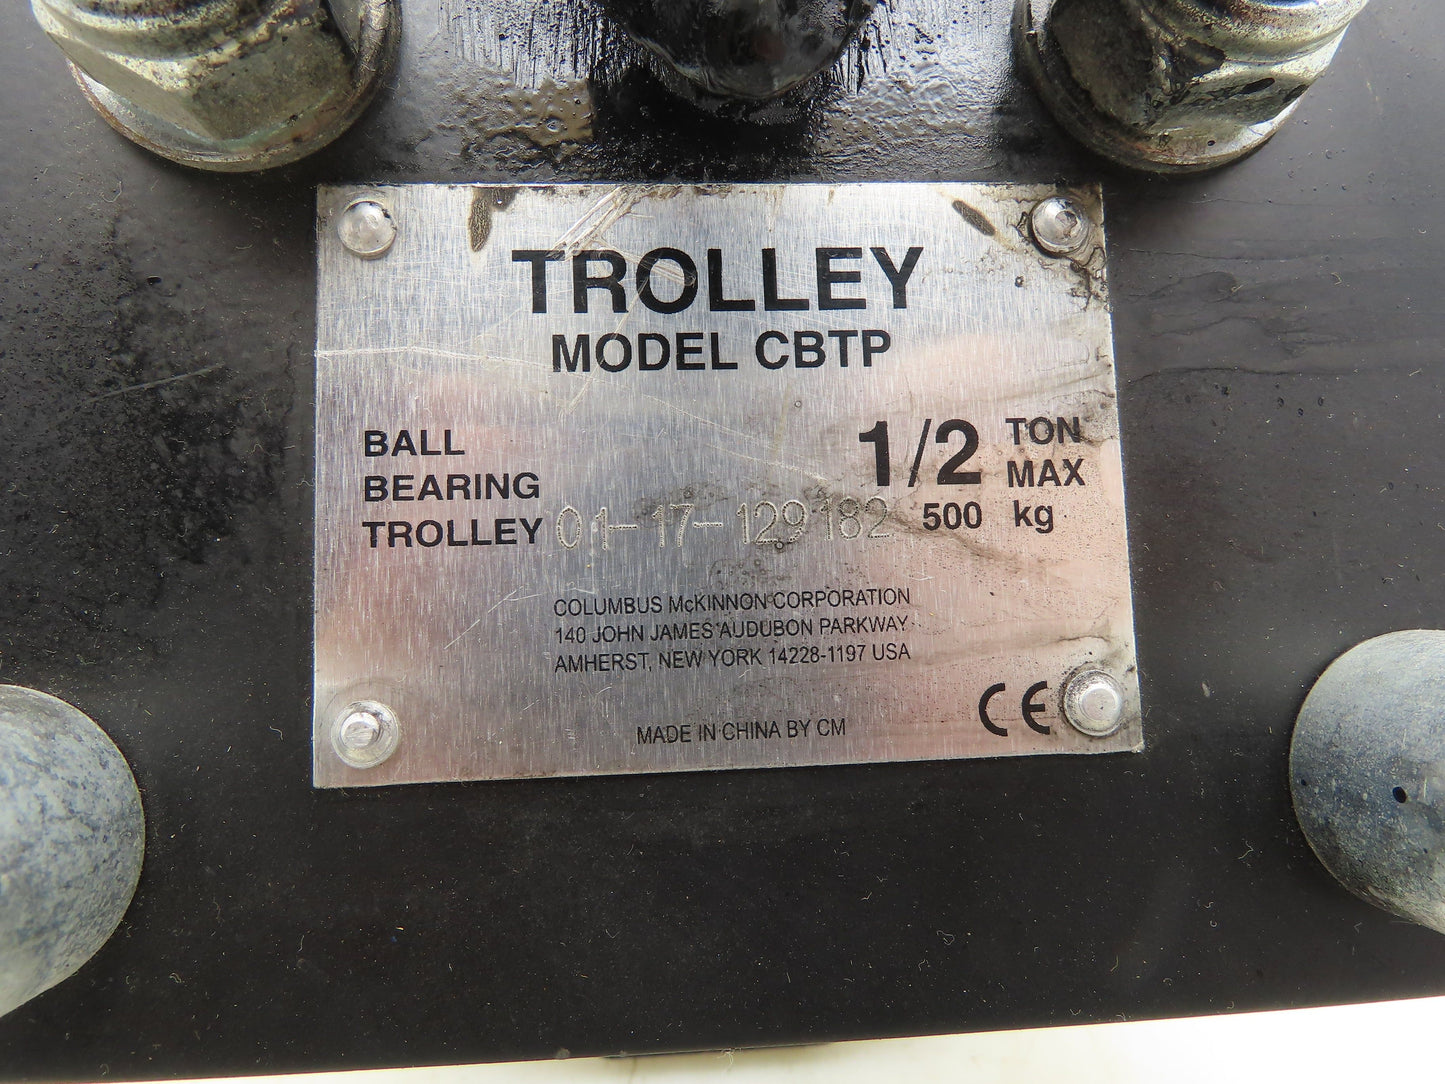 TROLLEY
MODEL CBTP
BALL
BEARING
TROLLEY 01-17-129182
1/2 TON
MAX
500 kg
COLUMBUS McKINNON CORPORATION
140 JOHN JAMES AUDUBON PARKWAY
AMHERST, NEW YORK 14228-1197 USA
CE
MADE IN CHINA BY CM